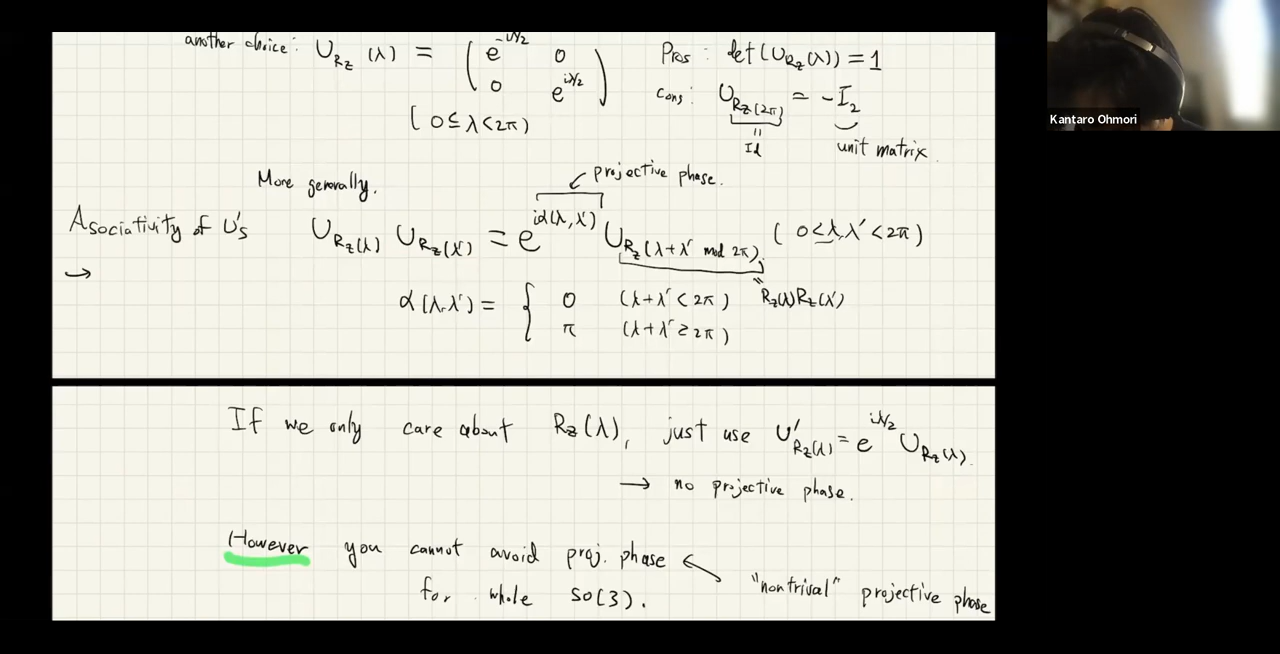 another choice: U_{R_z}(λ) = ( e^{-iλ/2} 0 Pros : det(U_{R_z}(λ)) = 1
0 e^{iλ/2} ) Cons : U_{R_z(2π)} = -I_2
[ 0≤λ<2π) " Id unit matrix.
Kantaro Ohmori
More generally. projective phase.
Asociativity of U's U_{R_z(λ)} U_{R_z(λ')} = e^{iα(λ,λ')} U_{R_z(λ+λ' mod 2π)} ( 0≤λ,λ'<2π)
→ " R_z(λ)R_z(λ')
α(λ,λ') = { 0 (λ+λ'<2π)
π (λ+λ'≥2π)
If we only care about R_z(λ), just use U'_{R_z(λ)} = e^{iλ/2} U_{R_z(λ)}.
→ no projective phase.
However you cannot avoid proj. phase ← "nontrival" projective phase
for whole SO(3).